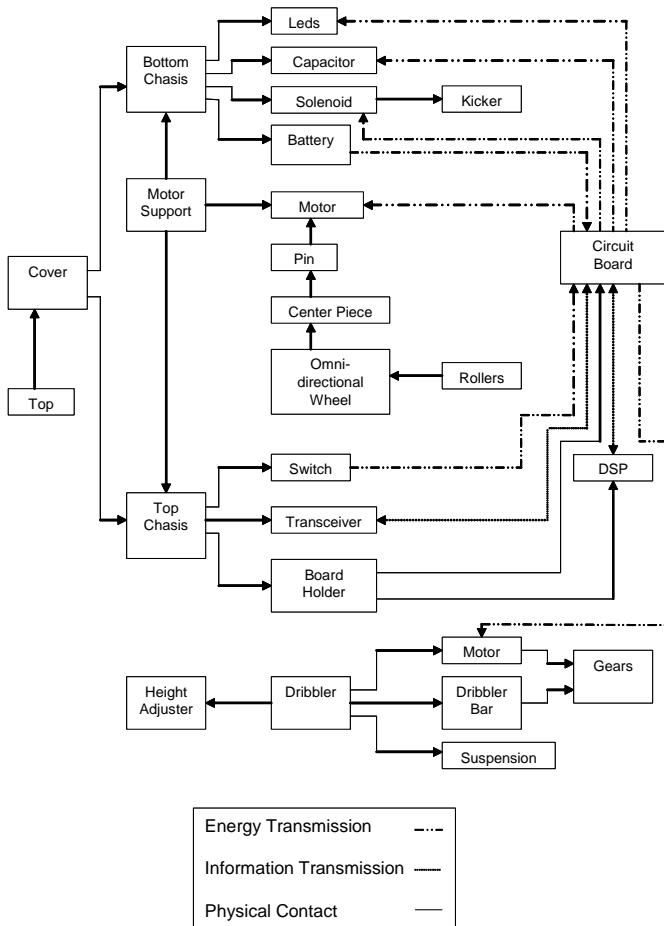 Leds
Bottom
Chasis
Capacitor
Solenoid
Kicker
Battery
Motor
Support
Motor
Circuit
Board
Pin
Cover
Center Piece
Omni-
directional
Wheel
Rollers
Top
Switch
DSP
Top
Chasis
Transceiver
Board
Holder
Motor
Gears
Height
Adjuster
Dribbler
Dribbler
Bar
Suspension
Energy Transmission
Information Transmission
Physical Contact